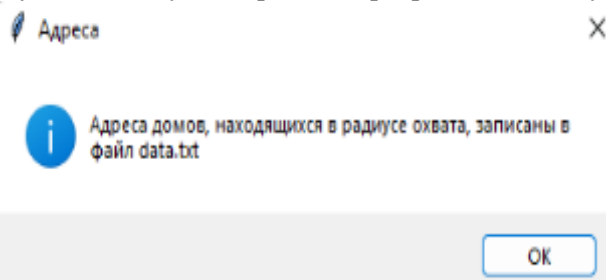 Адреса
Адреса домов, находящихся в радиусе охвата, записаны в
файл data.txt
OK